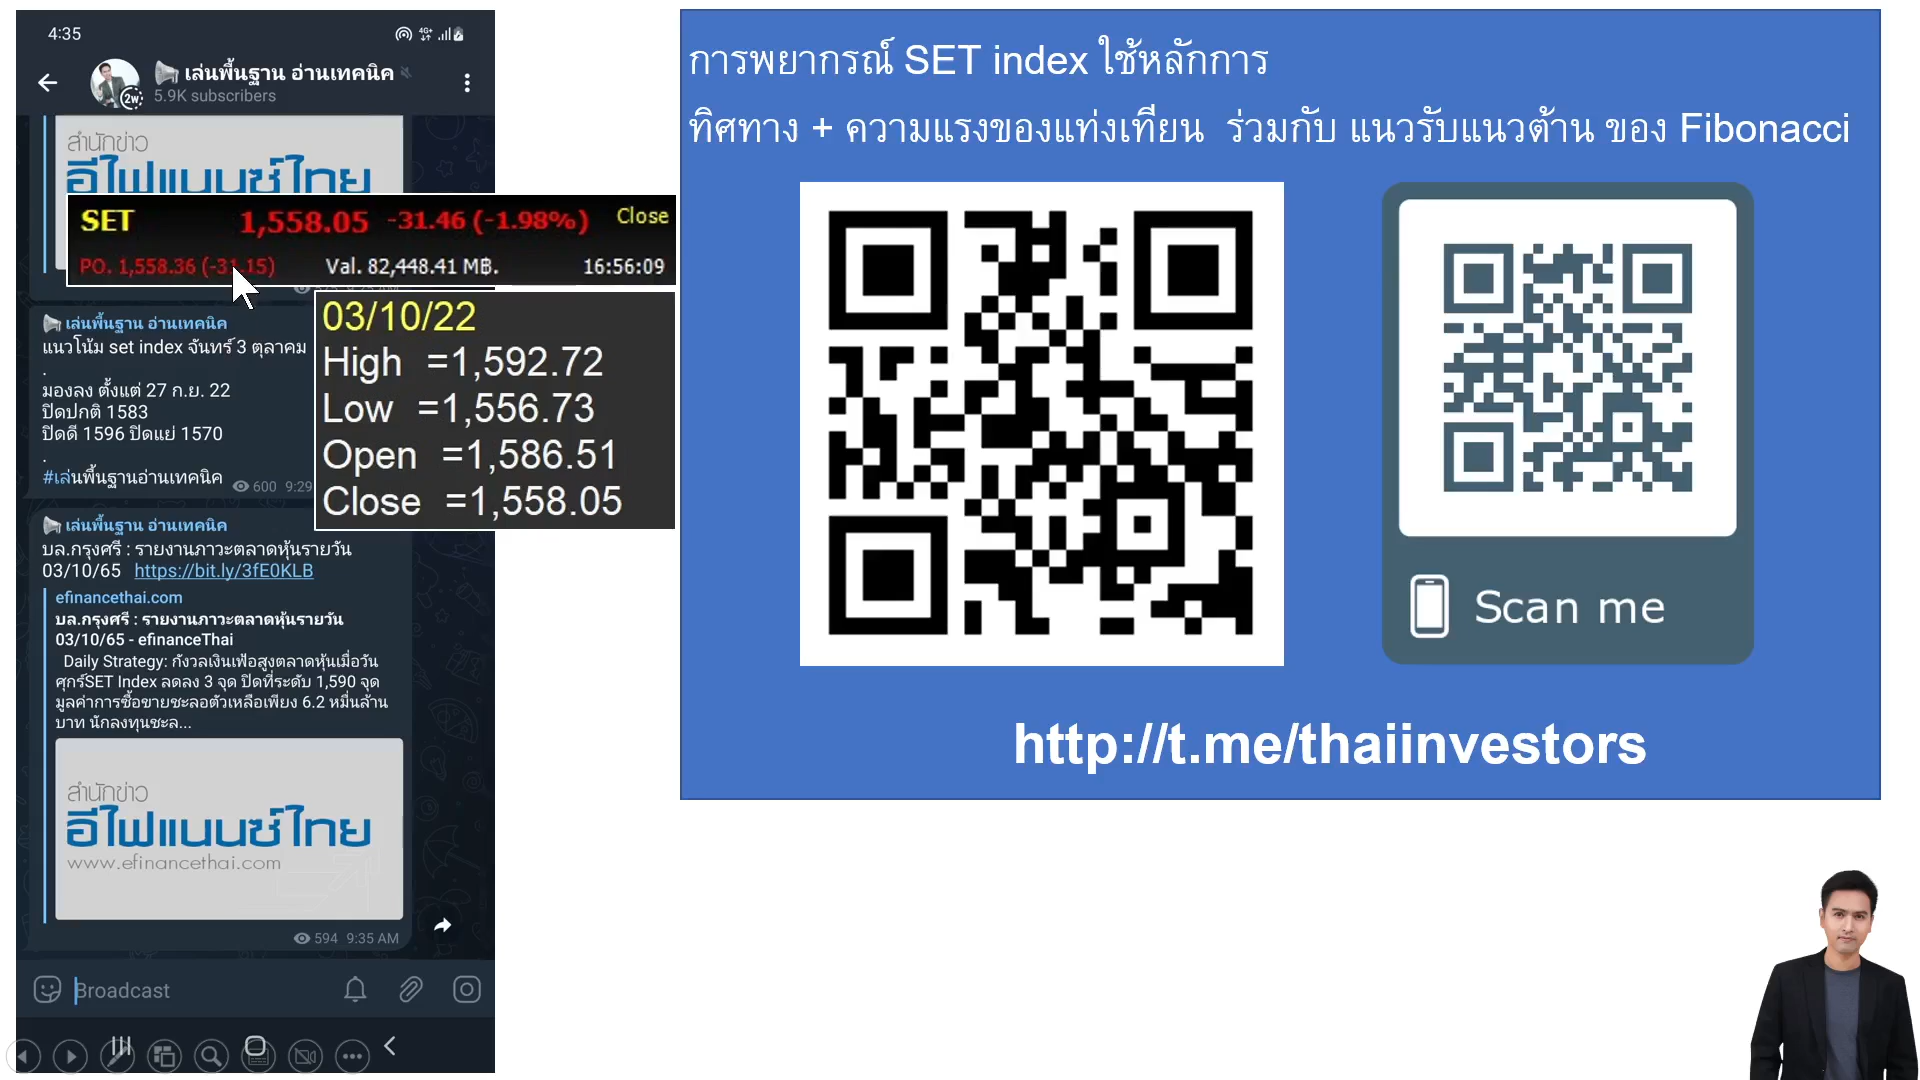 4:35
เล่นพื้นฐาน อ่านเทคนิค
5.9K subscribers
2w
สำนักข่าว
อีไฟแนนซ์ไทย
SET 1,558.05 -31.46 (-1.98%) Close
PO. 1,558.36 (-31.15) Val. 82,448.41 M฿. 16:56:09
เล่นพื้นฐาน อ่านเทคนิค
แนวโน้ม set index จันทร์ 3 ตุลาคม
.
มองลง ตั้งแต่ 27 ก.ย. 22
ปิดปกติ 1583
ปิดดี 1596 ปิดแย่ 1570
.
#เล่นพื้นฐานอ่านเทคนิค
600 9:29
03/10/22
High =1,592.72
Low =1,556.73
Open =1,586.51
Close =1,558.05
เล่นพื้นฐาน อ่านเทคนิค
บล.กรุงศรี : รายงานภาวะตลาดหุ้นรายวัน
03/10/65 https://bit.ly/3fE0KLB
efinancethai.com
บล.กรุงศรี : รายงานภาวะตลาดหุ้นรายวัน
03/10/65 - efinanceThai
Daily Strategy: กังวลเงินเฟ้อสูงตลาดหุ้นเมื่อวัน
ศุกร์SET Index ลดลง 3 จุด ปิดที่ระดับ 1,590 จุด
มูลค่าการซื้อขายชะลอตัวเหลือเพียง 6.2 หมื่นล้าน
บาท นักลงทุนชะล...
สำนักข่าว
อีไฟแนนซ์ไทย
www.efinancethai.com
594 9:35 AM
Broadcast
การพยากรณ์ SET index ใช้หลักการ
ทิศทาง + ความแรงของแท่งเทียน ร่วมกับ แนวรับแนวต้าน ของ Fibonacci
Scan me
http://t.me/thaiinvestors